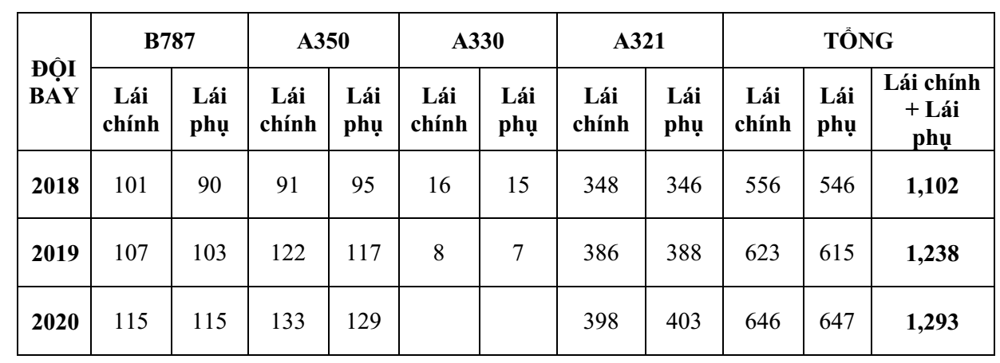 ĐỘI BAY B787 A350 A330 A321 TỔNG
Lái chính Lái phụ Lái chính Lái phụ Lái chính Lái phụ Lái chính Lái phụ Lái chính Lái phụ Lái chính + Lái phụ
2018 101 90 91 95 16 15 348 346 556 546 1,102
2019 107 103 122 117 8 7 386 388 623 615 1,238
2020 115 115 133 129 398 403 646 647 1,293